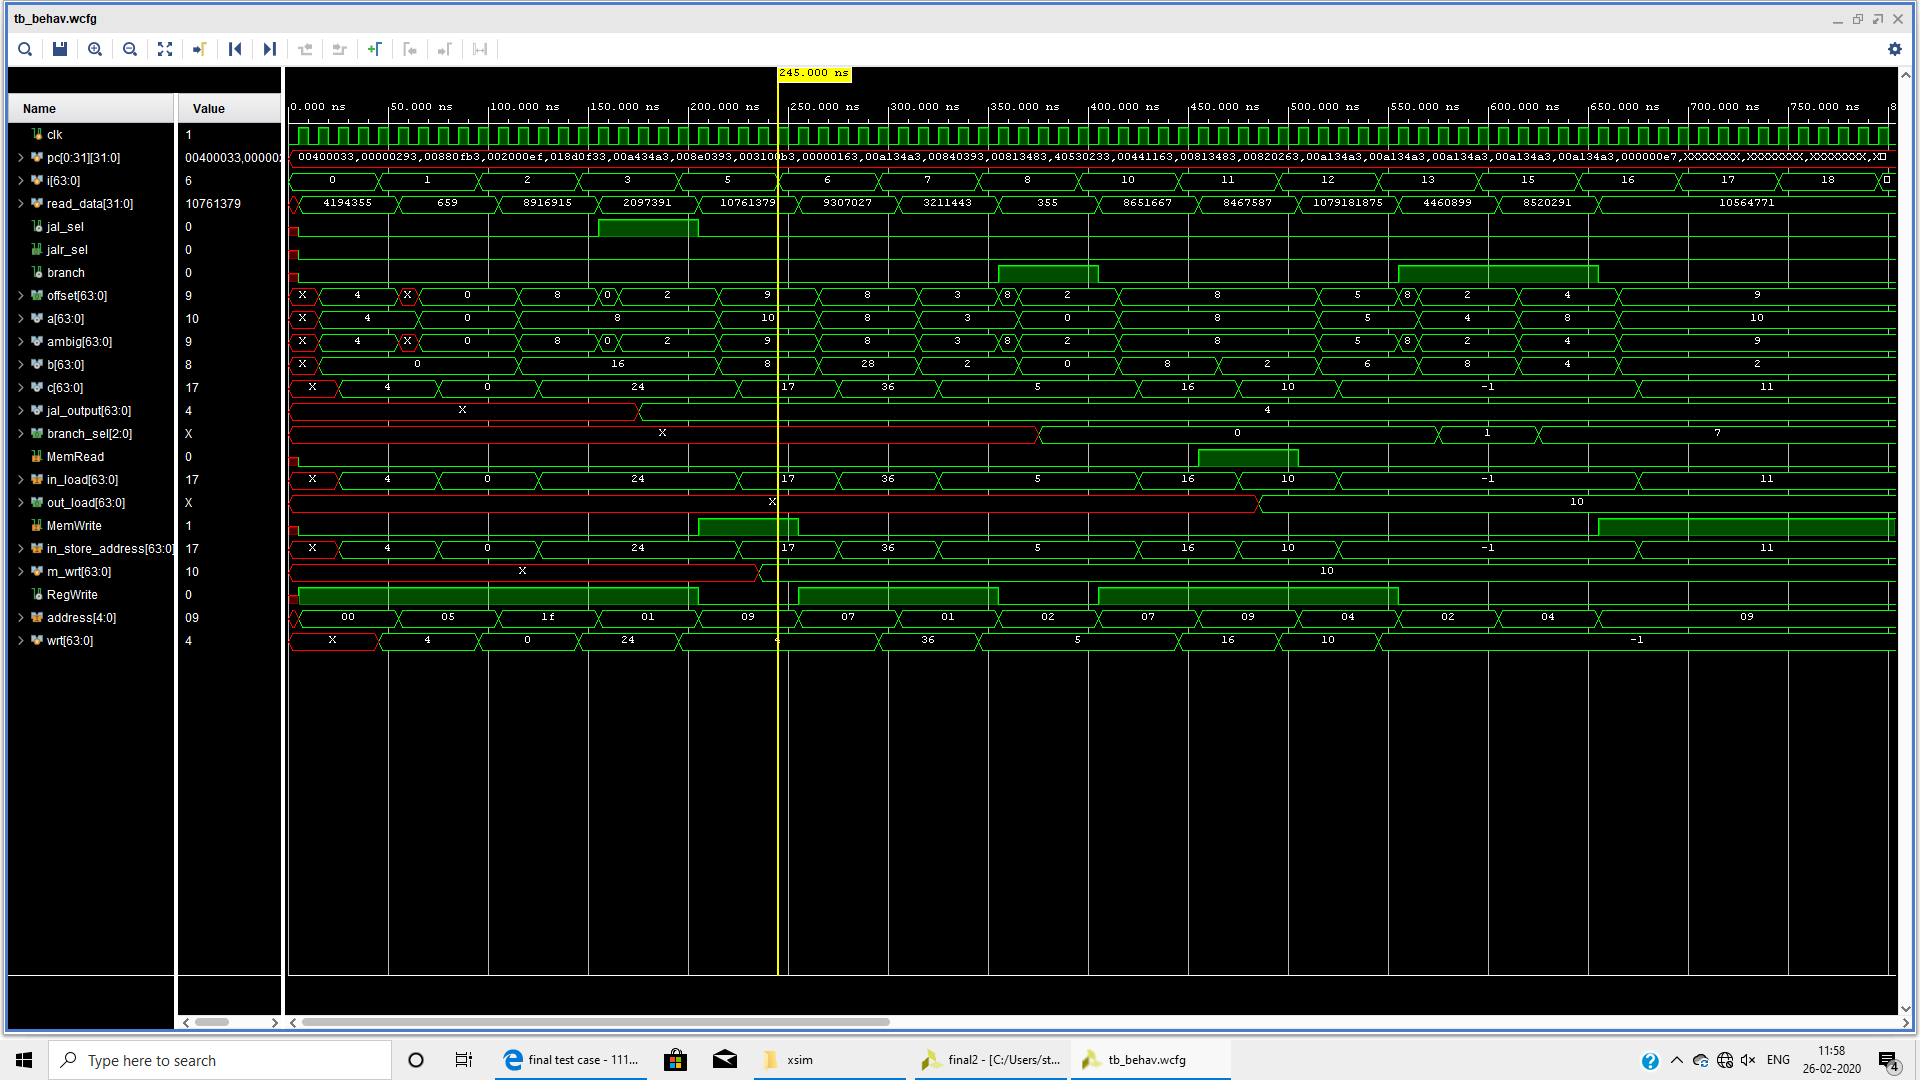 tb_behav.wcfg
245.000 ns
Name Value
0.000 ns 50.000 ns 100.000 ns 150.000 ns 200.000 ns 250.000 ns 300.000 ns 350.000 ns 400.000 ns 450.000 ns 500.000 ns 550.000 ns 600.000 ns 650.000 ns 700.000 ns 750.000 ns 8
clk 1
pc[0:31][31:0] 00400033,00000 00400033,00000293,00880fb3,002000ef,018d0f33,00a434a3,008e0393,003100b3,00000163,00a134a3,00840393,00813483,40530233,00441163,00813483,00820263,00a134a3,00a134a3,00a134a3,00a134a3,000000e7,XXXXXXXX,XXXXXXXX,XXXXXXXX,X
i[63:0] 6 0 1 2 3 5 6 7 8 10 11 12 13 15 16 17 18
read_data[31:0] 10761379 4194355 659 8916915 2097391 10761379 9307027 3211443 355 8651667 8467587 1079181875 4460899 8520291 10564771
jal_sel 0
jalr_sel 0
branch 0
offset[63:0] 9 X 4 X 0 8 0 2 9 8 3 8 2 8 5 8 2 4 9
a[63:0] 10 X 4 0 8 10 8 3 0 8 5 4 8 10
ambig[63:0] 9 X 4 X 0 8 0 2 9 8 3 8 2 8 5 8 2 4 9
b[63:0] 8 X 0 16 8 28 2 0 8 2 6 8 4 2
c[63:0] 17 X 4 0 24 17 36 5 16 10 -1 11
jal_output[63:0] 4 X 4
branch_sel[2:0] X X 0 1 7
MemRead 0
in_load[63:0] 17 X 4 0 24 17 36 5 16 10 -1 11
out_load[63:0] X X 10
MemWrite 1
in_store_address[63:0] 17 X 4 0 24 17 36 5 16 10 -1 11
m_wrt[63:0] 10 X 10
RegWrite 0
address[4:0] 09 00 05 1f 01 09 07 01 02 07 09 04 02 04 09
wrt[63:0] 4 X 4 0 24 4 36 5 16 10 -1
Type here to search
final test case - 111...
xsim
final2 - [C:/Users/st...
tb_behav.wcfg
ENG
11:58
26-02-2020
4